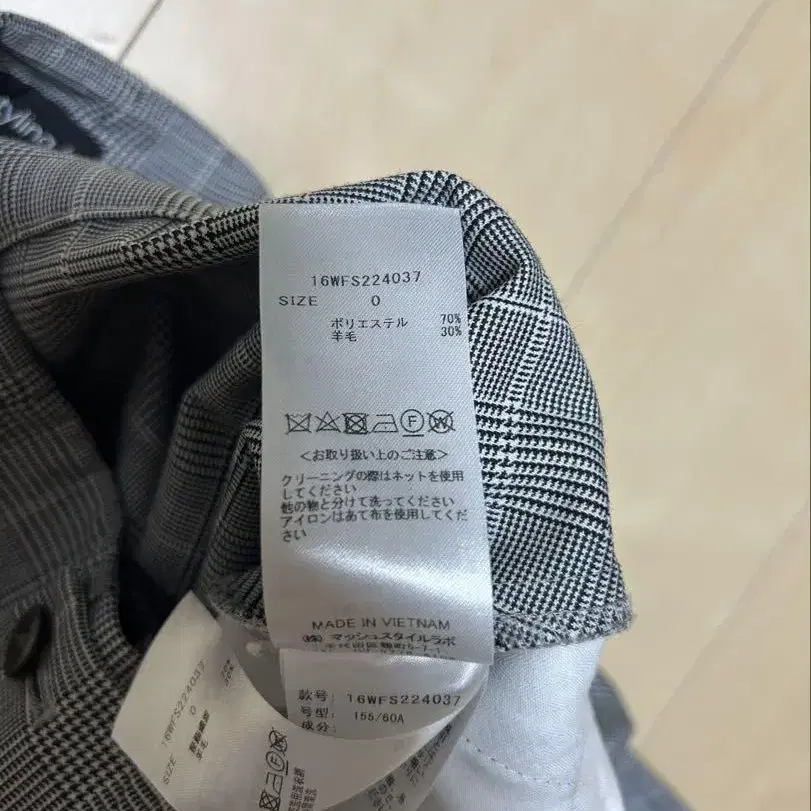 16WFS224037
SIZE 0
ポリエステル 70%
羊毛 30%
<お取り扱い上のご注意>
クリーニングの際はネットを使用
してください
他の物と分けて洗ってください
アイロンはあて布を使用してくだ
さい
MADE IN VIETNAM
(株)マッシュスタイルラボ
款号: 16WFS224037
号型: 155/60A
成分:
16WFS224037
SIZE 0
羊毛